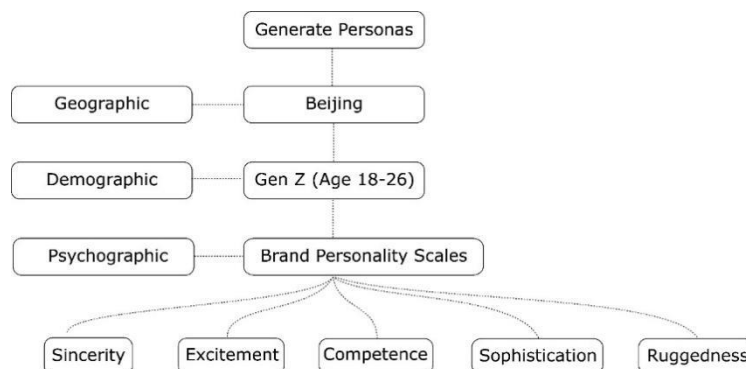 Generate Personas
Geographic
Beijing
Demographic
Gen Z (Age 18-26)
Psychographic
Brand Personality Scales
Sincerity
Excitement
Competence
Sophistication
Ruggedness